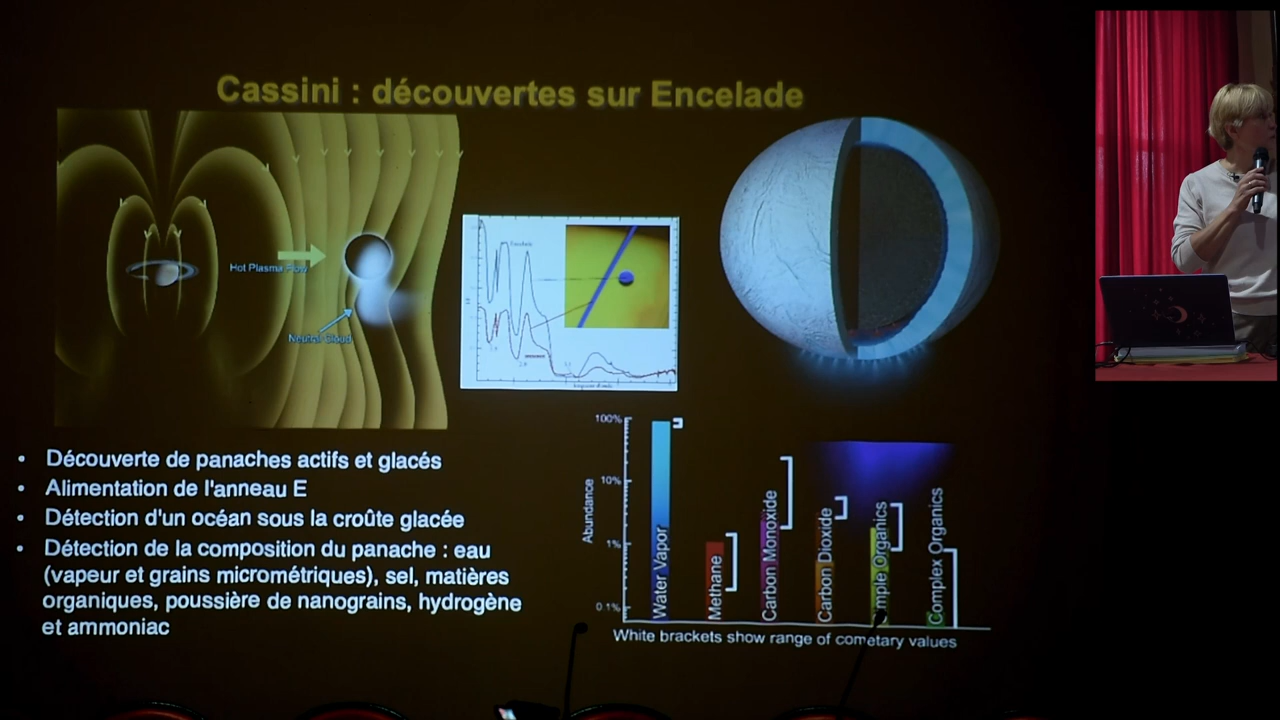 Cassini : découvertes sur Encelade
Hot Plasma Flow
Neutral Cloud
Découverte de panaches actifs et glacés
Alimentation de l'anneau E
Détection d'un océan sous la croûte glacée
Détection de la composition du panache : eau
(vapeur et grains micrométriques), sel, matières
organiques, poussière de nanograins, hydrogène
et ammoniac
Abundance
100%
10%
1%
0.1%
Water Vapor
Methane
Carbon Monoxide
Carbon Dioxide
Organics
Complex Organics
White brackets show range of cometary values